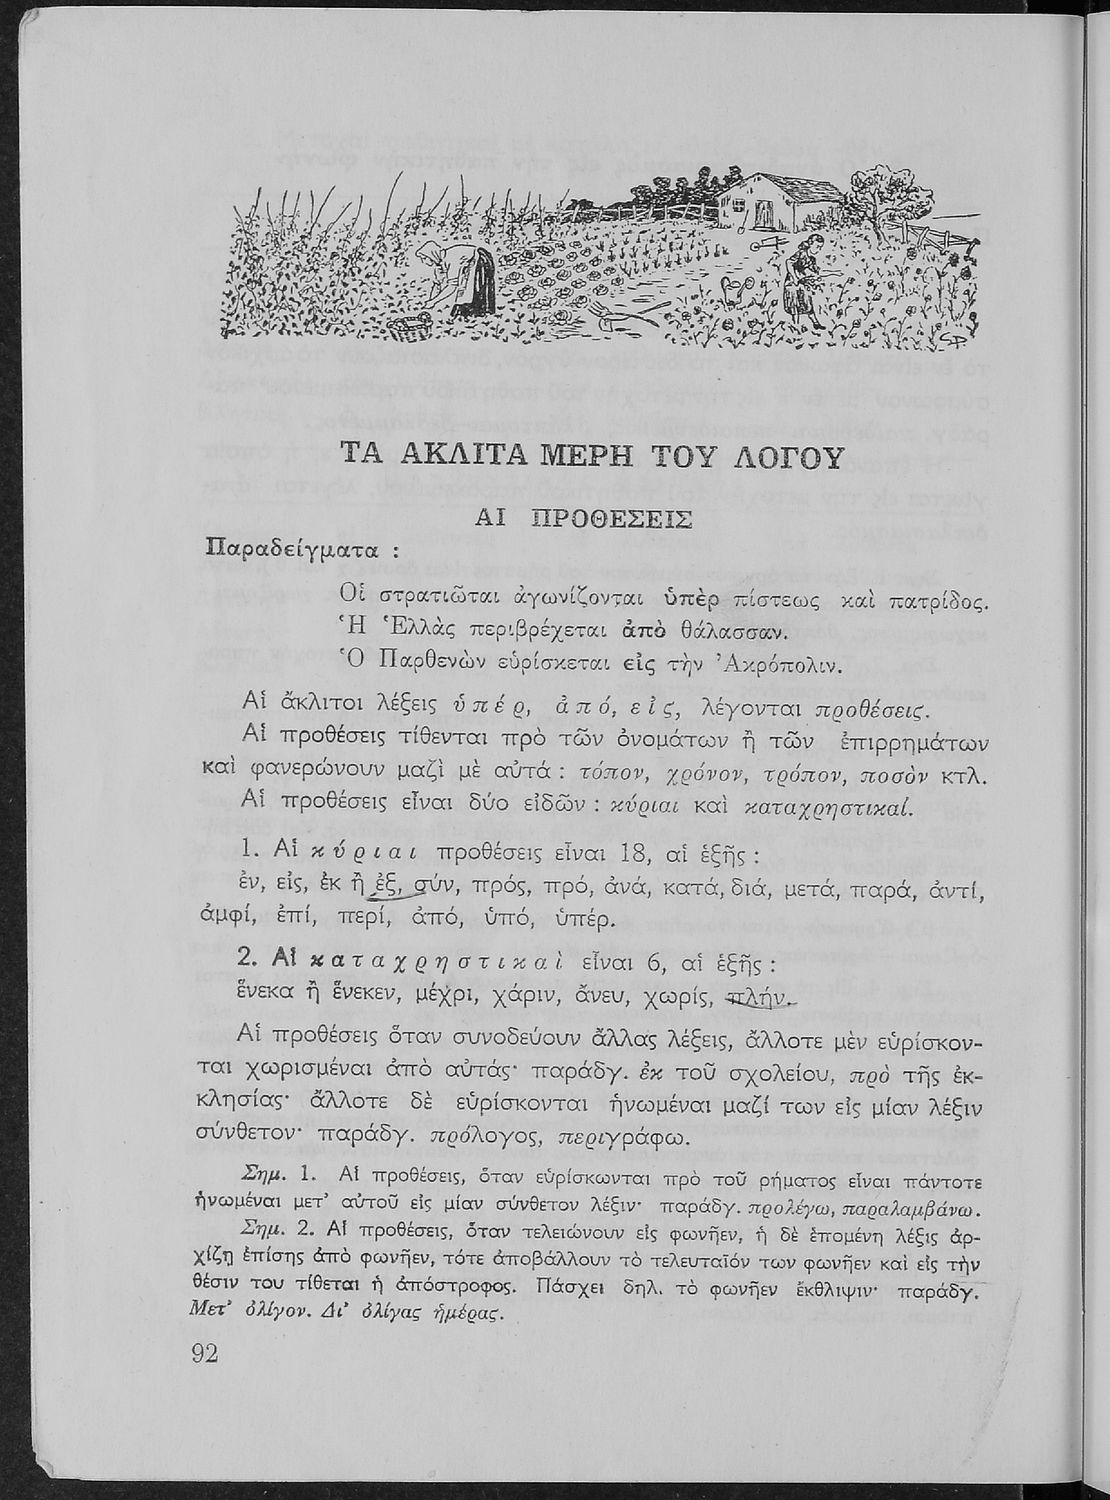 ΤΑ ΑΚΛΙΤΑ ΜΕΡΗ ΤΟΥ ΛΟΓΟΥ
ΑΙ ΠΡΟΘΕΣΕΙΣ
Παραδείγματα :
Οἱ στρατιῶται ἀγωνίζονται ὑπὲρ πίστεως καὶ πατρίδος.
Ἡ Ἑλλὰς περιβρέχεται ἀπὸ θάλασσαν.
Ὁ Παρθενὼν εὑρίσκεται εἰς τὴν Ἀκρόπολιν.
Αἱ ἄκλιτοι λέξεις ὑπέρ, ἀπό, εἰς, λέγονται προθέσεις.
Αἱ προθέσεις τίθενται πρὸ τῶν ὀνομάτων ἢ τῶν ἐπιρρημάτων
καὶ φανερώνουν μαζὶ μὲ αὐτά : τόπον, χρόνον, τρόπον, ποσὸν κτλ.
Αἱ προθέσεις εἶναι δύο εἰδῶν : κύριαι καὶ καταχρηστικαί.
1. Αἱ κύριαι προθέσεις εἶναι 18, αἱ ἑξῆς :
ἐν, εἰς, ἐκ ἢ ἐξ, σύν, πρός, πρό, ἀνά, κατά, διά, μετά, παρά, ἀντί,
ἀμφί, ἐπί, περί, ἀπό, ὑπό, ὑπέρ.
2. Αἱ καταχρηστικαὶ εἶναι 6, αἱ ἑξῆς :
ἕνεκα ἢ ἕνεκεν, μέχρι, χάριν, ἄνευ, χωρίς, πλήν.
Αἱ προθέσεις ὅταν συνοδεύουν ἄλλας λέξεις, ἄλλοτε μὲν εὑρίσκον-
ται χωρισμέναι ἀπὸ αὐτάς· παράδγ. ἐκ τοῦ σχολείου, πρὸ τῆς ἐκ-
κλησίας· ἄλλοτε δὲ εὑρίσκονται ἡνωμέναι μαζί των εἰς μίαν λέξιν
σύνθετον· παράδγ. πρόλογος, περιγράφω.
Σημ. 1. Αἱ προθέσεις, ὅταν εὑρίσκωνται πρὸ τοῦ ρήματος εἶναι πάντοτε
ἡνωμέναι μετ’ αὐτοῦ εἰς μίαν σύνθετον λέξιν· παράδγ. προλέγω, παραλαμβάνω.
Σημ. 2. Αἱ προθέσεις, ὅταν τελειώνουν εἰς φωνῆεν, ἡ δὲ ἑπομένη λέξις ἀρ-
χίζῃ ἐπίσης ἀπὸ φωνῆεν, τότε ἀποβάλλουν τὸ τελευταῖόν των φωνῆεν καὶ εἰς τὴν
θέσιν του τίθεται ἡ ἀπόστροφος. Πάσχει δηλ. τὸ φωνῆεν ἔκθλιψιν· παράδγ.
Μετ’ ὀλίγον. Δι’ ὀλίγας ἡμέρας.
92